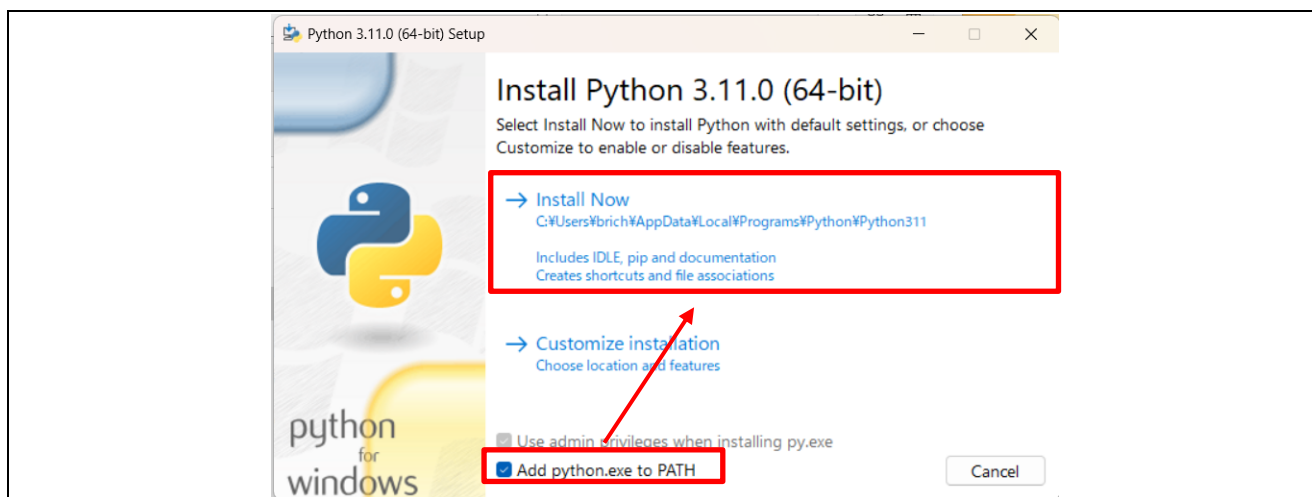 Python 3.11.0 (64-bit) Setup
Install Python 3.11.0 (64-bit)
Select Install Now to install Python with default settings, or choose
Customize to enable or disable features.
→ Install Now
C:¥Users¥brich¥AppData¥Local¥Programs¥Python¥Python311
Includes IDLE, pip and documentation
Creates shortcuts and file associations
→ Customize installation
Choose location and features
Use admin privileges when installing py.exe
Add python.exe to PATH
Cancel
python
for
windows